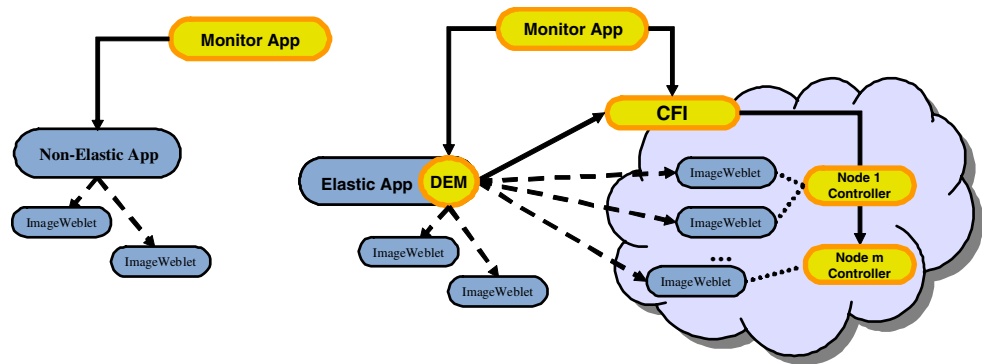 Monitor App
Non-Elastic App
ImageWeblet
ImageWeblet
Monitor App
CFI
Elastic App
DEM
ImageWeblet
ImageWeblet
ImageWeblet
ImageWeblet
...
ImageWeblet
Node 1
Controller
Node m
Controller